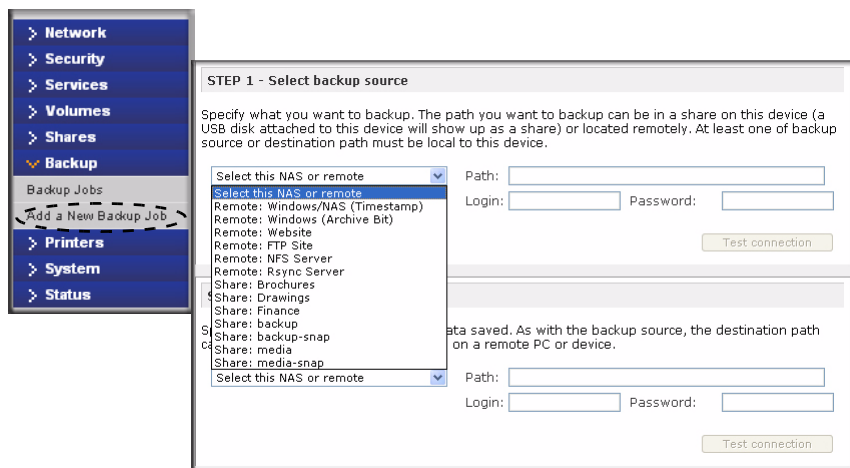 Network
Security
Services
Volumes
Shares
Backup
Backup Jobs
Add a New Backup Job
Printers
System
Status
STEP 1 - Select backup source
Specify what you want to backup. The path you want to backup can be in a share on this device (a
USB disk attached to this device will show up as a share) or located remotely. At least one of backup
source or destination path must be local to this device.
Select this NAS or remote
Path:
Login:
Password:
Test connection
Select this NAS or remote
Remote: Windows/NAS (Timestamp)
Remote: Windows (Archive Bit)
Remote: Website
Remote: FTP Site
Remote: NFS Server
Remote: Rsync Server
Share: Brochures
Share: Drawings
Share: Finance
Share: backup
Share: backup-snap
Share: media
Share: media-snap
saved. As with the backup source, the destination path
on a remote PC or device.
Select this NAS or remote
Path:
Login:
Password:
Test connection